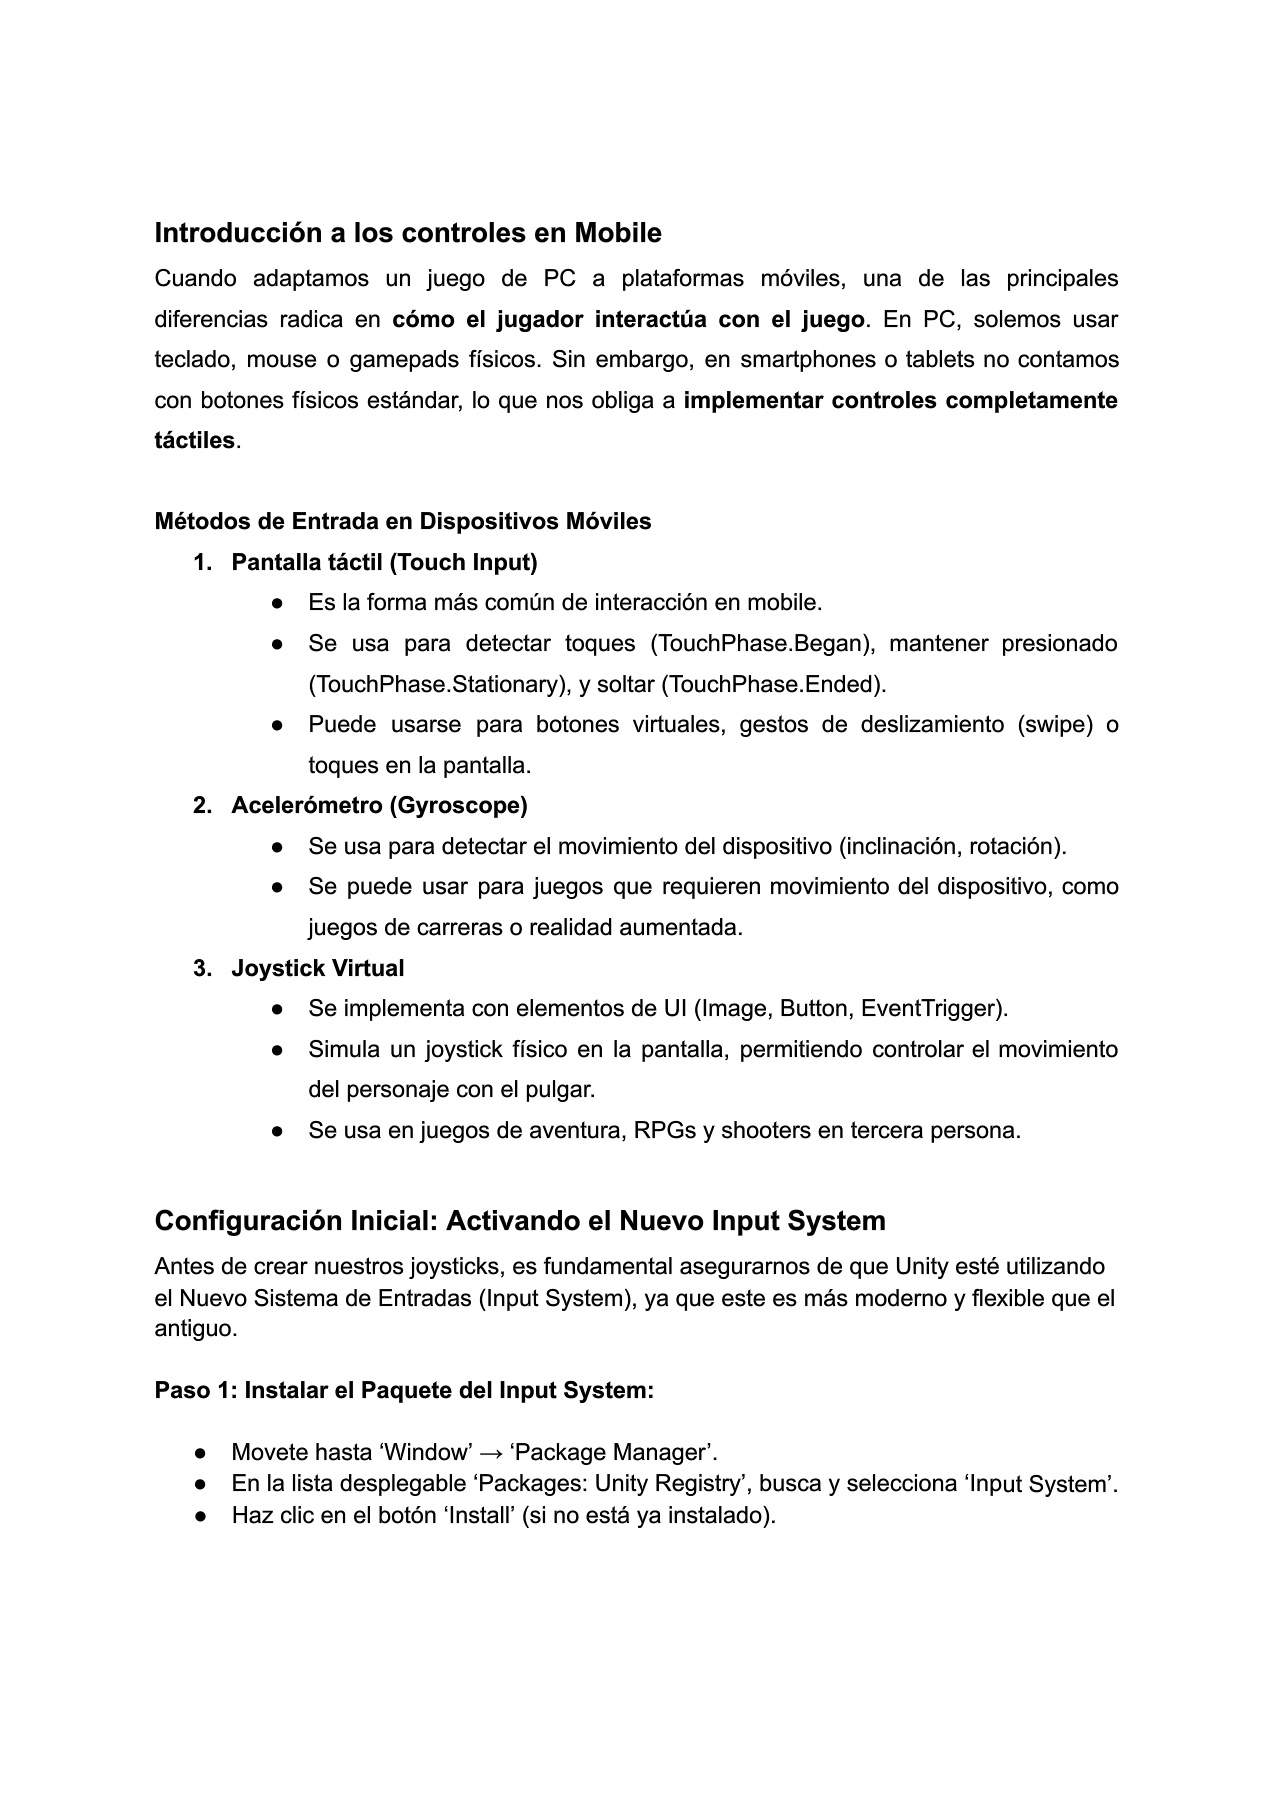 Introducción a los controles en Mobile
Cuando adaptamos un juego de PC a plataformas móviles, una de las principales
diferencias radica en cómo el jugador interactúa con el juego. En PC, solemos usar
teclado, mouse o gamepads físicos. Sin embargo, en smartphones o tablets no contamos
con botones físicos estándar, lo que nos obliga a implementar controles completamente
táctiles.
Métodos de Entrada en Dispositivos Móviles
1. Pantalla táctil (Touch Input)
● Es la forma más común de interacción en mobile.
● Se usa para detectar toques (TouchPhase.Began), mantener presionado
(TouchPhase.Stationary), y soltar (TouchPhase.Ended).
● Puede usarse para botones virtuales, gestos de deslizamiento (swipe) o
toques en la pantalla.
2. Acelerómetro (Gyroscope)
● Se usa para detectar el movimiento del dispositivo (inclinación, rotación).
● Se puede usar para juegos que requieren movimiento del dispositivo, como
juegos de carreras o realidad aumentada.
3. Joystick Virtual
● Se implementa con elementos de UI (Image, Button, EventTrigger).
● Simula un joystick físico en la pantalla, permitiendo controlar el movimiento
del personaje con el pulgar.
● Se usa en juegos de aventura, RPGs y shooters en tercera persona.
Configuración Inicial: Activando el Nuevo Input System
Antes de crear nuestros joysticks, es fundamental asegurarnos de que Unity esté utilizando
el Nuevo Sistema de Entradas (Input System), ya que este es más moderno y flexible que el
antiguo.
Paso 1: Instalar el Paquete del Input System:
● Movete hasta ‘Window’ → ‘Package Manager’.
● En la lista desplegable ‘Packages: Unity Registry’, busca y selecciona ‘Input System’.
● Haz clic en el botón ‘Install’ (si no está ya instalado).